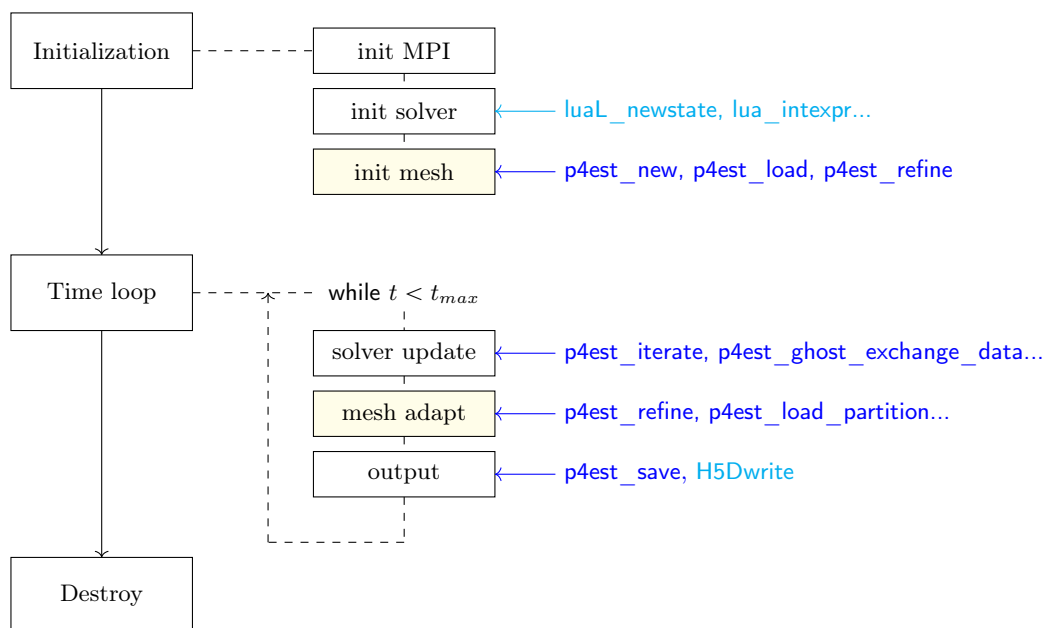 Initialization
init MPI
init solver
luaL_newstate, lua_intexpr...
init mesh
p4est_new, p4est_load, p4est_refine
Time loop
while t < t_max
solver update
p4est_iterate, p4est_ghost_exchange_data...
mesh adapt
p4est_refine, p4est_load_partition...
output
p4est_save, H5Dwrite
Destroy